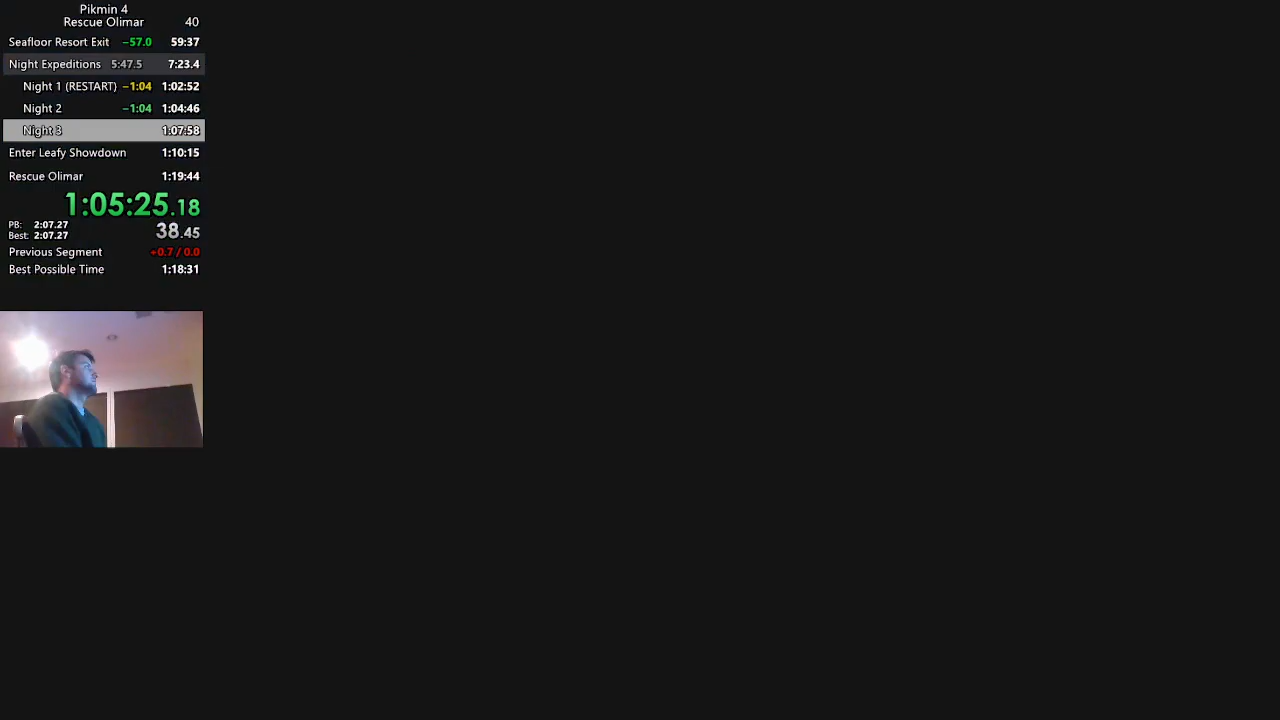 Pikmin 4
Rescue Olimar 40
Seafloor Resort Exit −57.0 59:37
Night Expeditions 5:47.5 7:23.4
Night 1 (RESTART) −1:04 1:02:52
Night 2 −1:04 1:04:46
Night 3 1:07:58
Enter Leafy Showdown 1:10:15
Rescue Olimar 1:19:44
1:05:25.18
PB: 2:07.27
Best: 2:07.27
38.45
Previous Segment +0.7 / 0.0
Best Possible Time 1:18:31